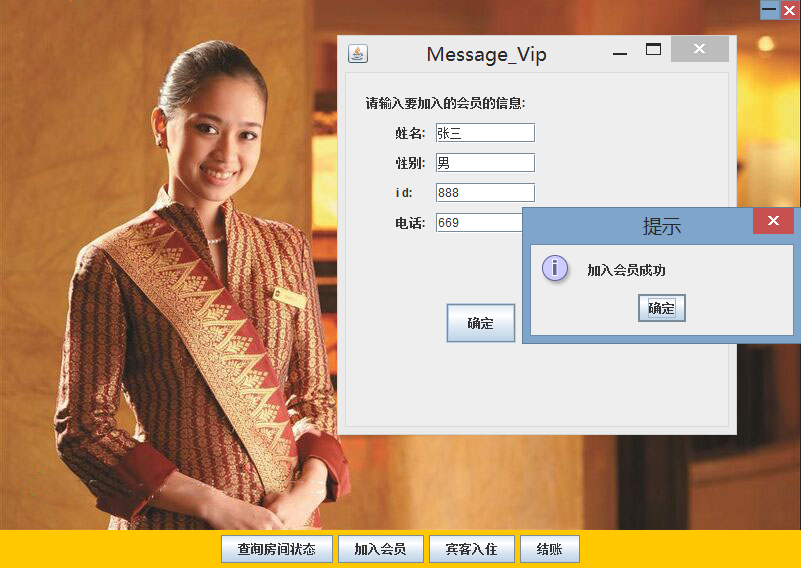 Message_Vip
请输入要加入的会员的信息:
姓名: 张三
性别: 男
id: 888
电话: 669
确定
提示
加入会员成功
确定
查询房间状态 加入会员 宾客入住 结账